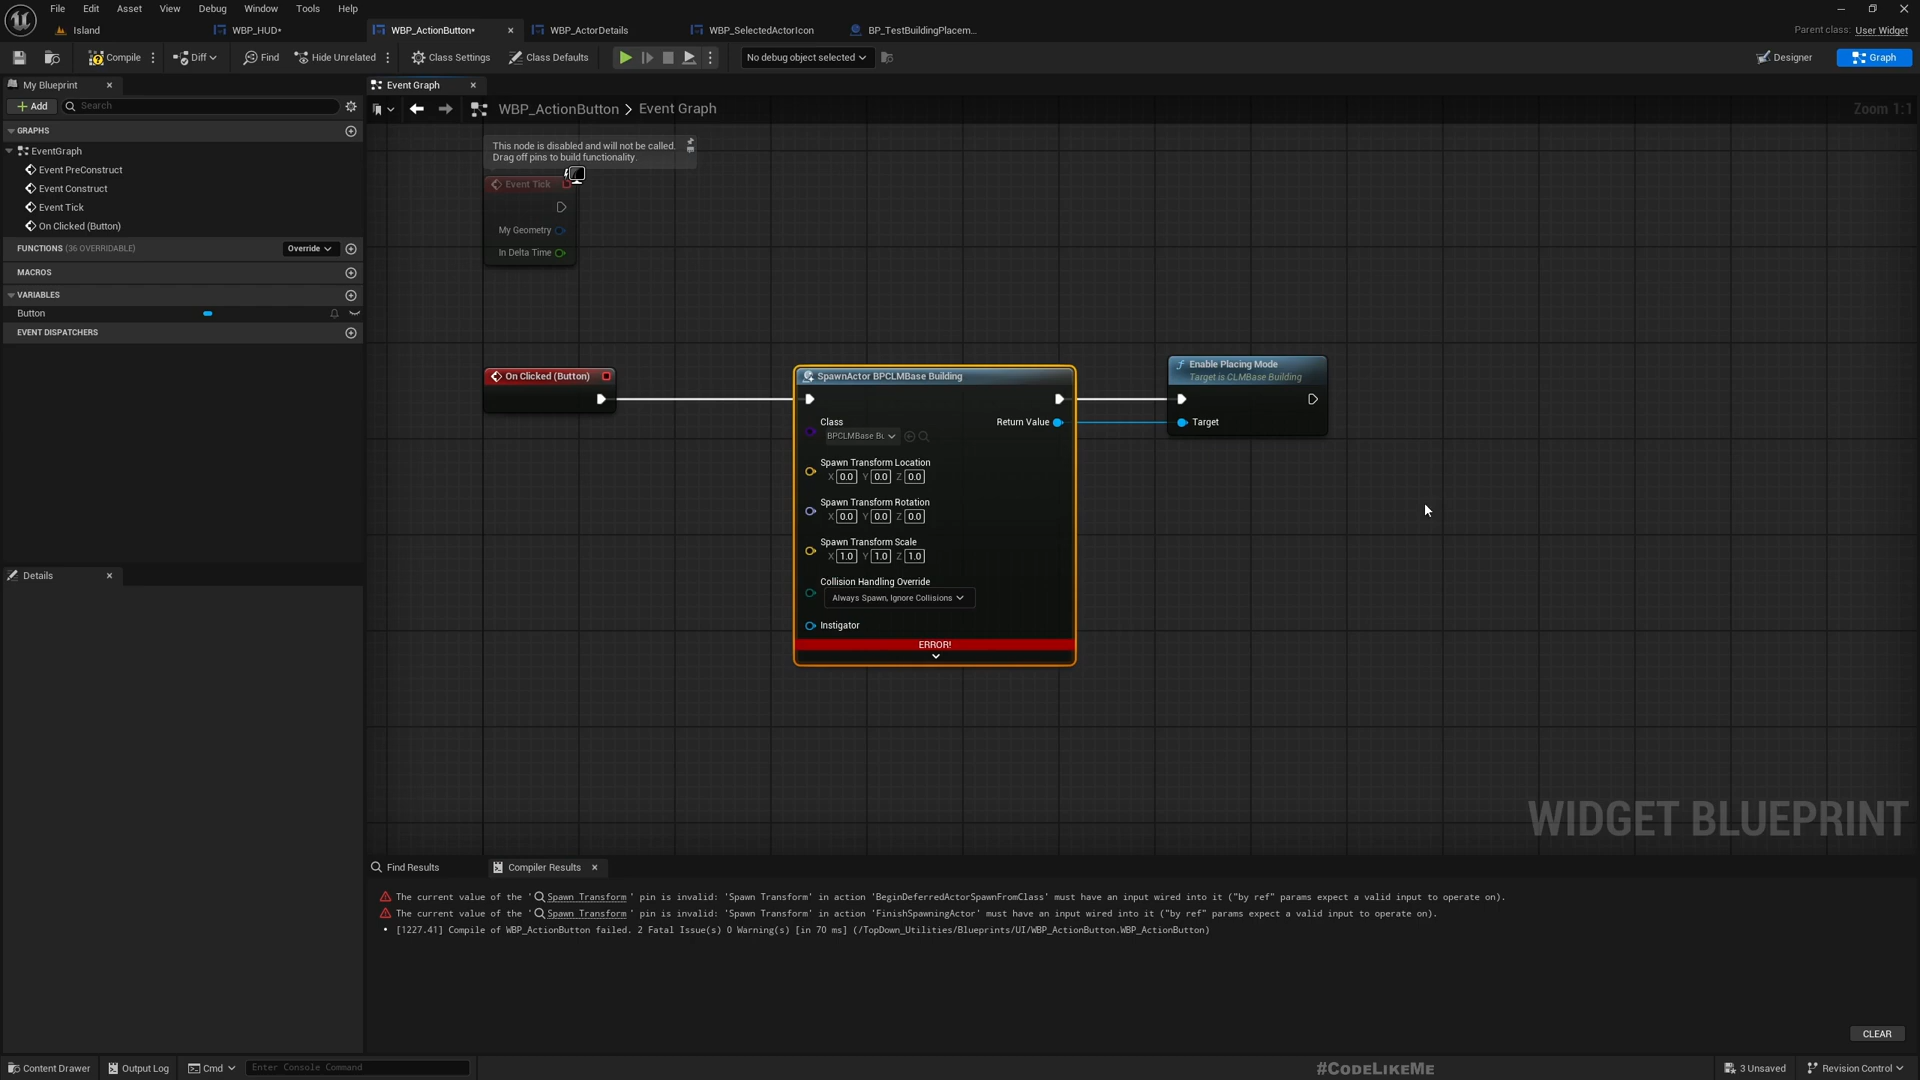 File Edit Asset View Window Debug Tools Help
Island
WBP_HUD•
WBP_ActionButton•
WBP_ActorDetails
WBP_SelectedActorIcon
BP_TestBuildingPlacem...
Parent class: User Widget
Compile
Diff
Find
Hide Unrelated
Class Settings
Class Defaults
No debug object selected
Designer
Graph
My Blueprint
Event Graph
+ Add
Search
WBP_ActionButton > Event Graph
Zoom 1:1
GRAPHS
EventGraph
Event PreConstruct
Event Construct
Event Tick
On Clicked (Button)
FUNCTIONS (36 OVERRIDABLE)
Override
MACROS
VARIABLES
Button
EVENT DISPATCHERS
Details
This node is disabled and will not be called.
Drag off pins to build functionality.
Event Tick
My Geometry
In Delta Time
On Clicked (Button)
SpawnActor BPCLMBase Building
Class
BPCLMBase Bu
Return Value
Spawn Transform Location
X 0.0 Y 0.0 Z 0.0
Spawn Transform Rotation
X 0.0 Y 0.0 Z 0.0
Spawn Transform Scale
X 1.0 Y 1.0 Z 1.0
Collision Handling Override
Always Spawn, Ignore Collisions
Instigator
ERROR!
Enable Placing Mode
Target is CLMBase Building
Target
WIDGET BLUEPRINT
Find Results
Compiler Results
The current value of the ' Spawn Transform ' pin is invalid: 'Spawn Transform' in action 'BeginDeferredActorSpawnFromClass' must have an input wired into it ("by ref" params expect a valid input to operate on).
The current value of the ' Spawn Transform ' pin is invalid: 'Spawn Transform' in action 'FinishSpawningActor' must have an input wired into it ("by ref" params expect a valid input to operate on).
• [1227.41] Compile of WBP_ActionButton failed. 2 Fatal Issue(s) 0 Warning(s) [in 70 ms] (/TopDown_Utilities/Blueprints/UI/WBP_ActionButton.WBP_ActionButton)
CLEAR
Content Drawer
Output Log
Cmd
Enter Console Command
#CODELIKEME
3 Unsaved
Revision Control